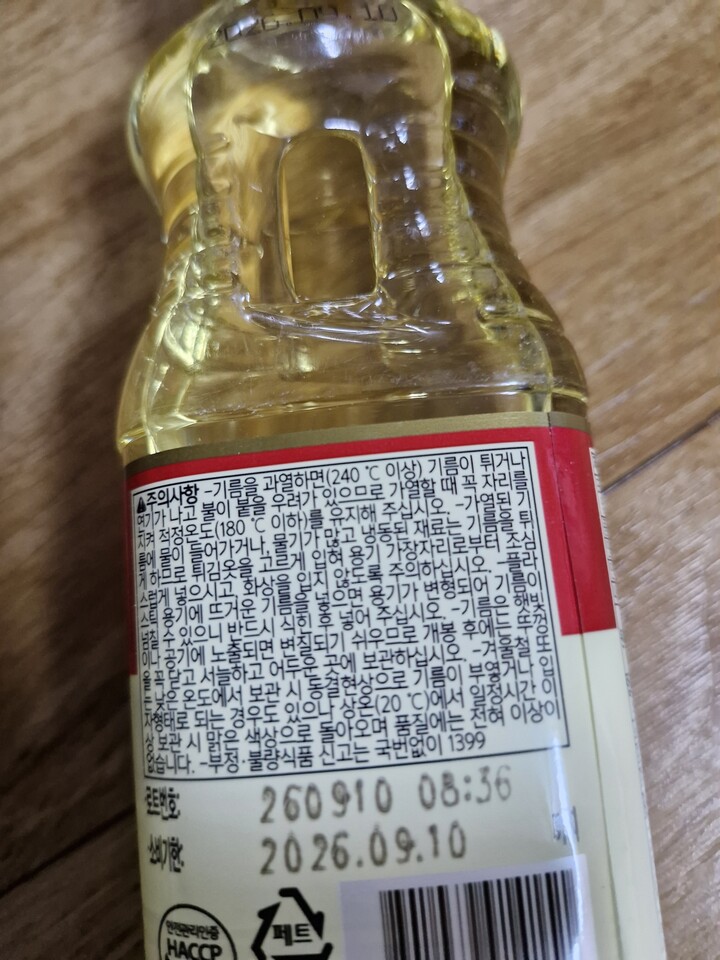 2026.09.10
⚠주의사항 -기름을 과열하면(240 ℃ 이상) 기름이 튀거나
연기가 나고 불이 붙을 우려가 있으므로 가열할 때 꼭 자리를
지켜 적정온도(180 ℃ 이하)를 유지해 주십시오. -가열된 기
름에 물이 들어가거나, 물기가 많고 냉동된 재료는 기름을 튀
게 하므로 튀김옷을 고르게 입혀 용기 가장자리로부터 조심
스럽게 넣으시고, 화상을 입지 않도록 주의하십시오. -플라
스틱 용기에 뜨거운 기름을 넣으면 용기가 변형되어 기름이
넘칠 수 있으니 반드시 식힌 후 넣어 주십시오. -기름은 햇빛
이나 공기에 노출되면 변질되기 쉬우므로 개봉 후에는 뚜껑
을 꼭 닫고 서늘하고 어두운 곳에 보관하십시오. -겨울철 또
는 낮은 온도에서 보관 시 동결현상으로 기름이 부옇거나 입
자형태로 되는 경우도 있으나 상온(20 ℃)에서 일정시간 이
상 보관 시 맑은 색상으로 돌아오며 품질에는 전혀 이상이
없습니다. -부정·불량식품 신고는 국번없이 1399
로트번호: 260910 08:36
소비기한: 2026.09.10
안전관리인증
HACCP
페트